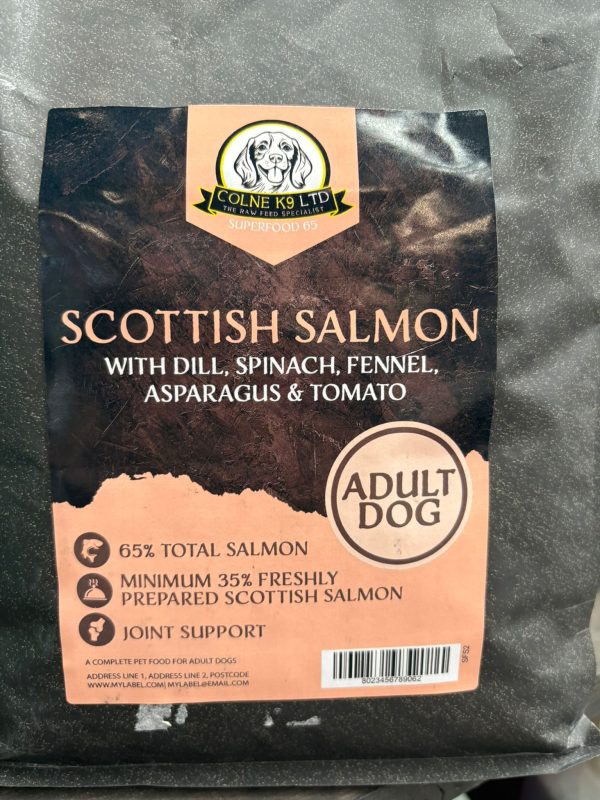 COLNE K9 LTD
THE RAW FEED SPECIALIST
SUPERFOOD 65
SCOTTISH SALMON
WITH DILL, SPINACH, FENNEL,
ASPARAGUS & TOMATO
ADULT
DOG
65% TOTAL SALMON
MINIMUM 35% FRESHLY
PREPARED SCOTTISH SALMON
JOINT SUPPORT
A COMPLETE PET FOOD FOR ADULT DOGS
ADDRESS LINE 1, ADDRESS LINE 2, POSTCODE
WWW.MYLABEL.COM| MYLABEL@EMAIL.COM
8023456789062
SFS2